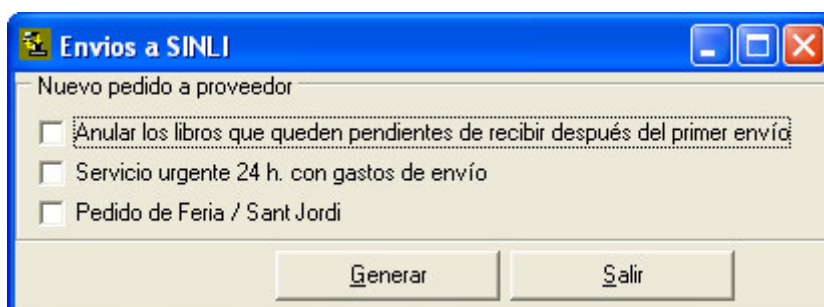 Envios a SINLI
Nuevo pedido a proveedor
Anular los libros que queden pendientes de recibir después del primer envío
Servicio urgente 24 h. con gastos de envío
Pedido de Feria / Sant Jordi
Generar
Salir